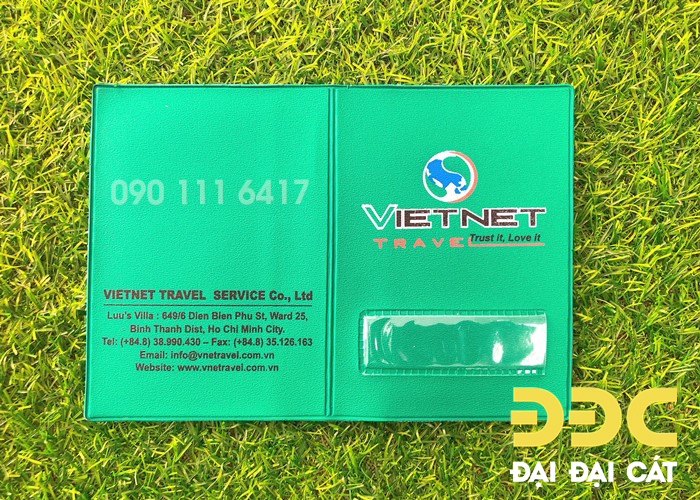 090 111 6417
VIETNET TRAVEL SERVICE Co., Ltd
Luu's Villa : 649/6 Dien Bien Phu St, Ward 25,
Binh Thanh Dist, Ho Chi Minh City.
Tel: (+84.8) 38.990.430 – Fax: (+84.8) 35.126.163
Email: info@vnetravel.com.vn
Website: www.vnetravel.com.vn
VIETNET
TRAVEL Trust it, Love it
ĐĐC
ĐẠI ĐẠI CÁT